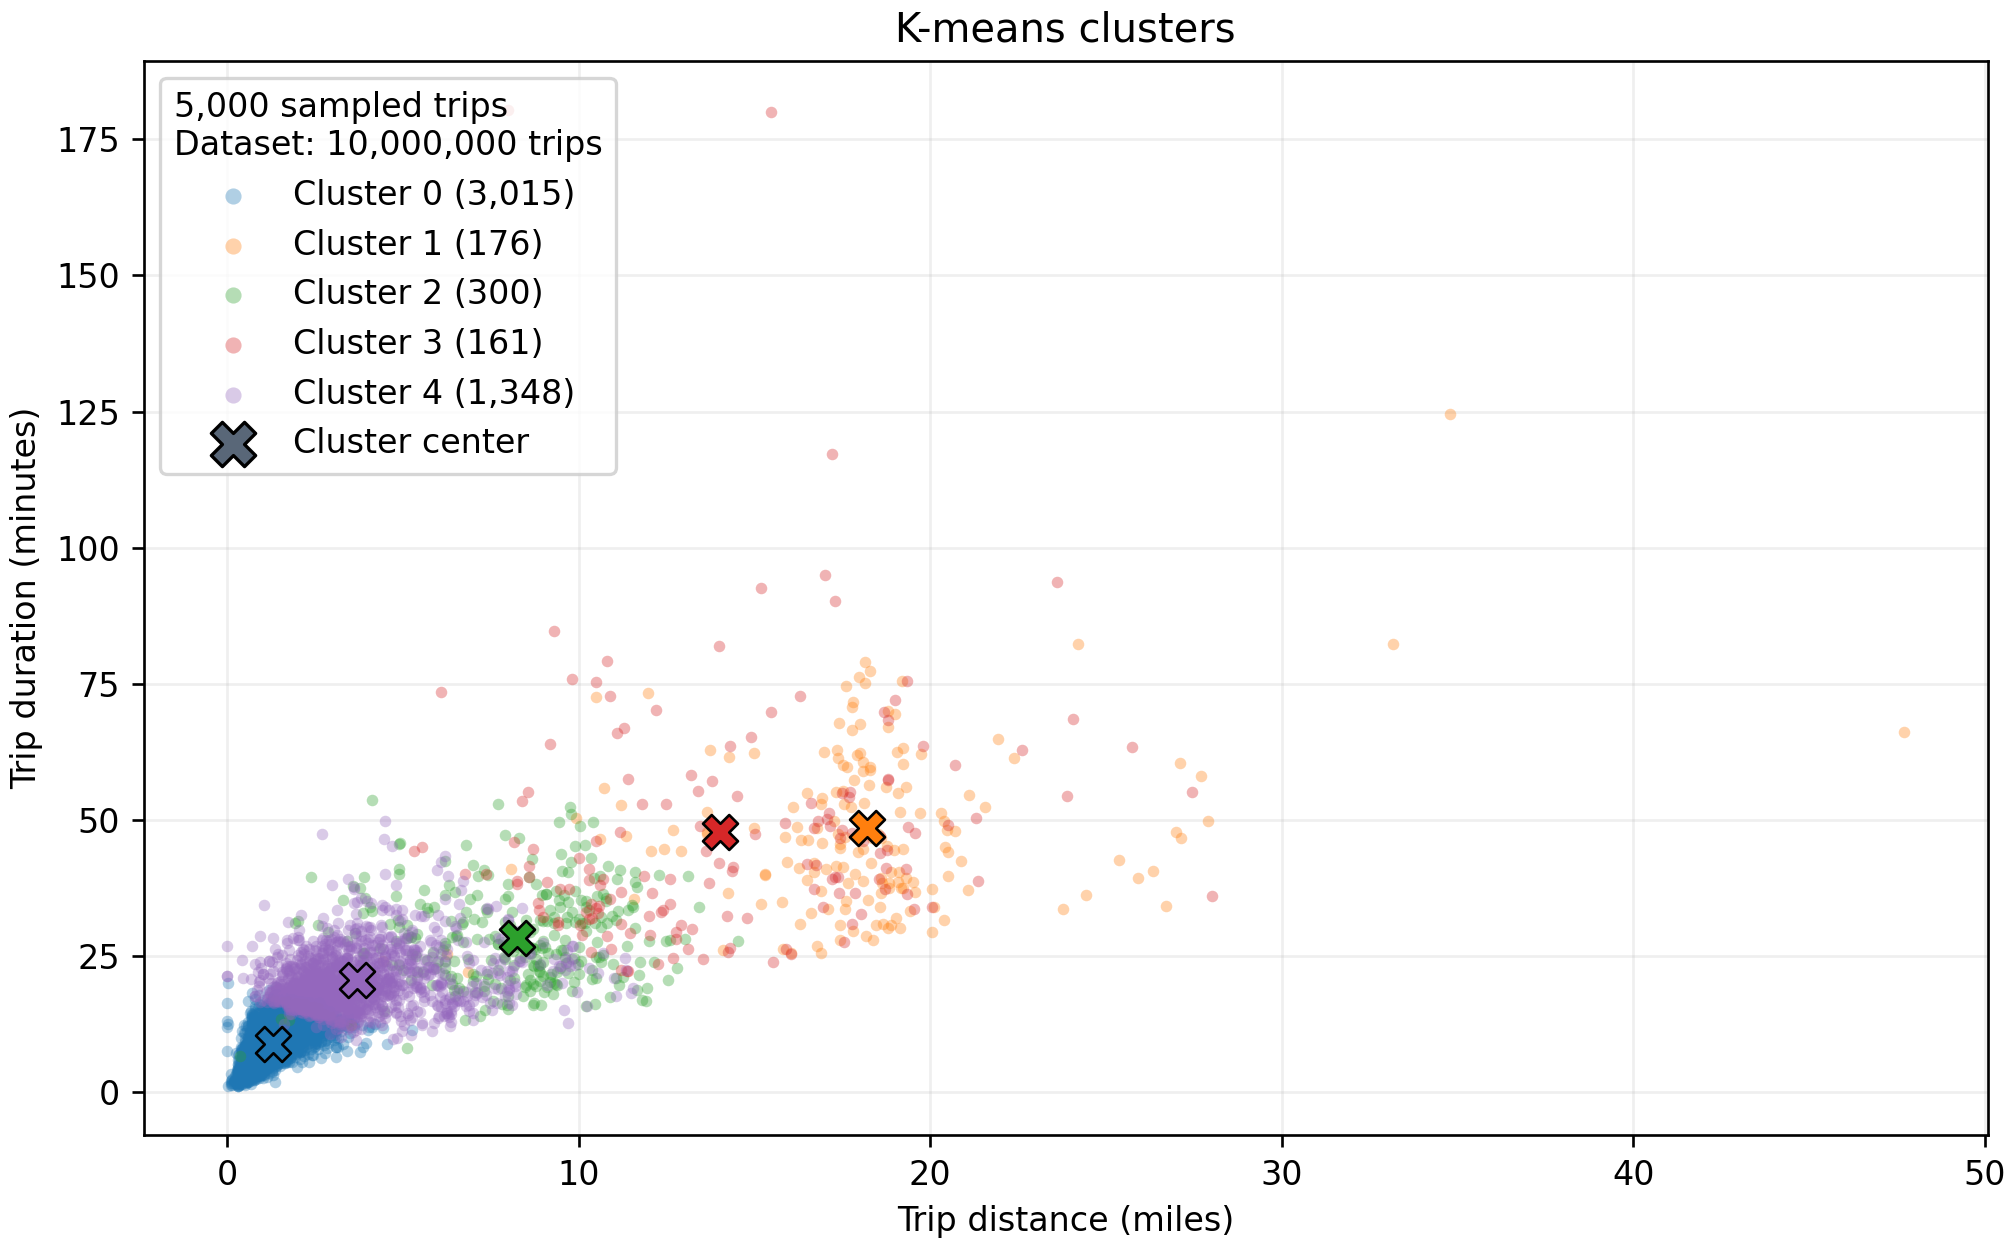 K-means clusters
5,000 sampled trips
Dataset: 10,000,000 trips
Cluster 0 (3,015)
Cluster 1 (176)
Cluster 2 (300)
Cluster 3 (161)
Cluster 4 (1,348)
Cluster center
Trip duration (minutes)
175
150
125
100
75
50
25
0
0 10 20 30 40 50
Trip distance (miles)